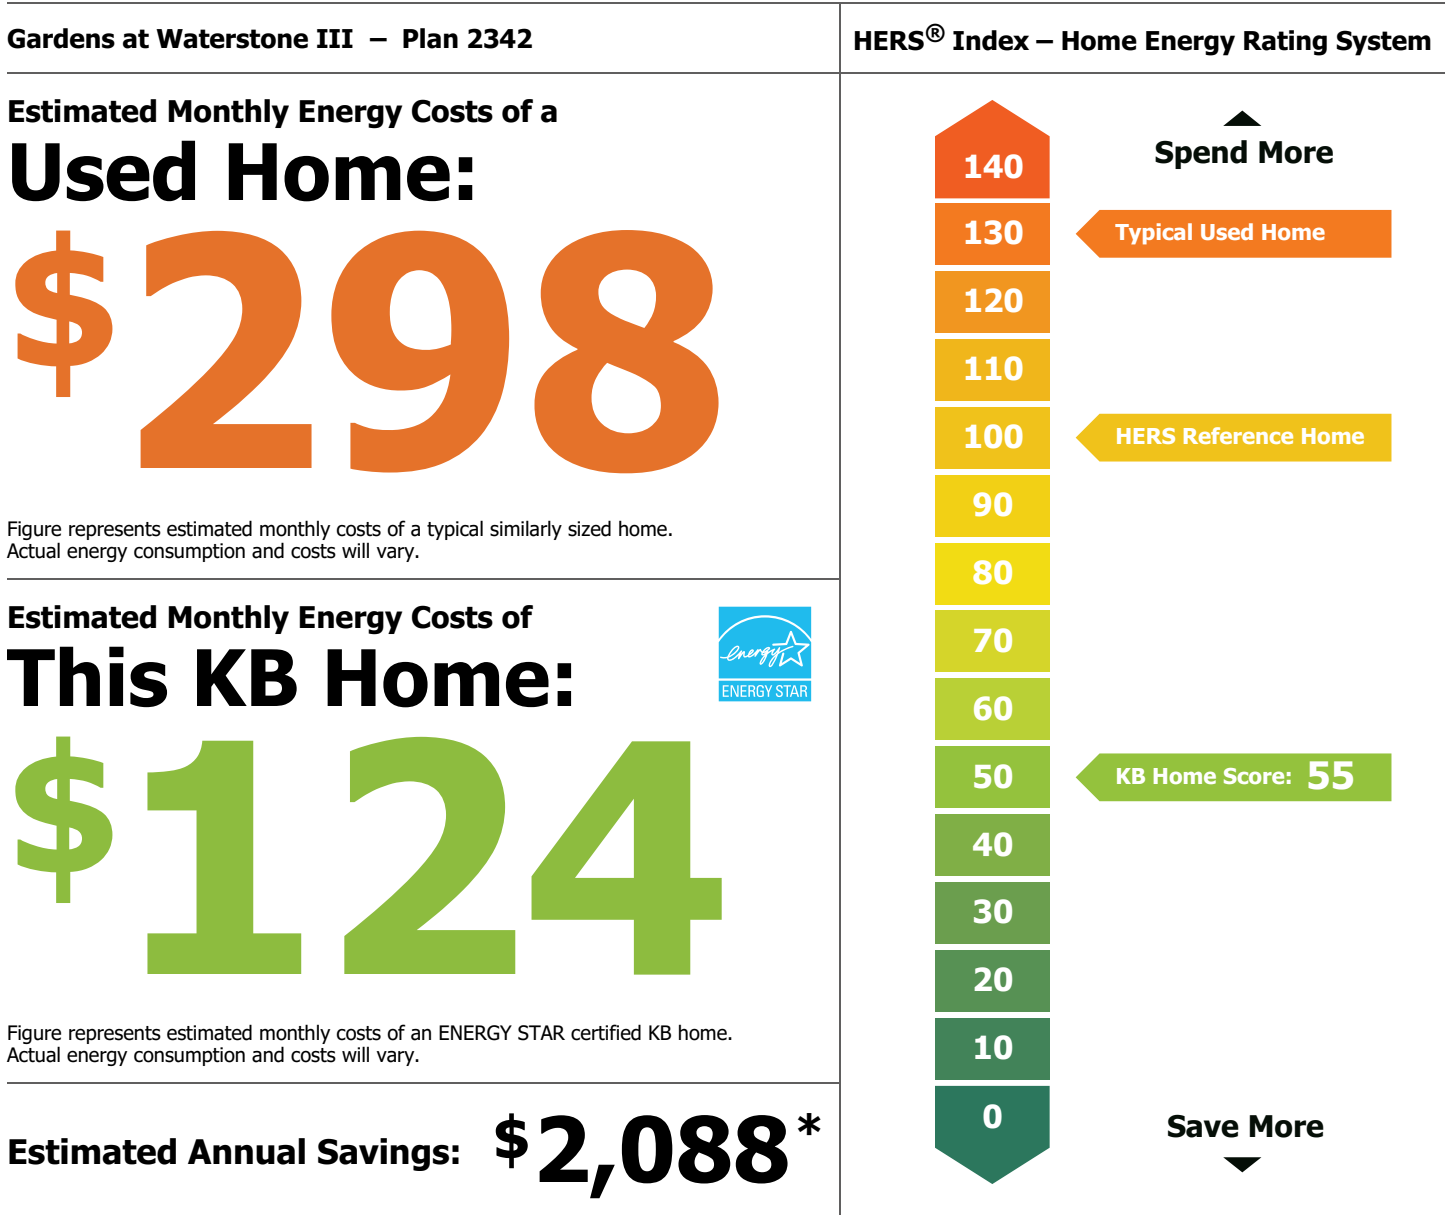 Gardens at Waterstone III – Plan 2342
Estimated Monthly Energy Costs of a
Used Home:
$298
Figure represents estimated monthly costs of a typical similarly sized home.
Actual energy consumption and costs will vary.
Estimated Monthly Energy Costs of
This KB Home:
energy
ENERGY STAR
$124
Figure represents estimated monthly costs of an ENERGY STAR certified KB home.
Actual energy consumption and costs will vary.
Estimated Annual Savings: $2,088*
HERS® Index – Home Energy Rating System
Spend More
140
130 Typical Used Home
120
110
100 HERS Reference Home
90
80
70
60
50 KB Home Score: 55
40
30
20
10
0
Save More